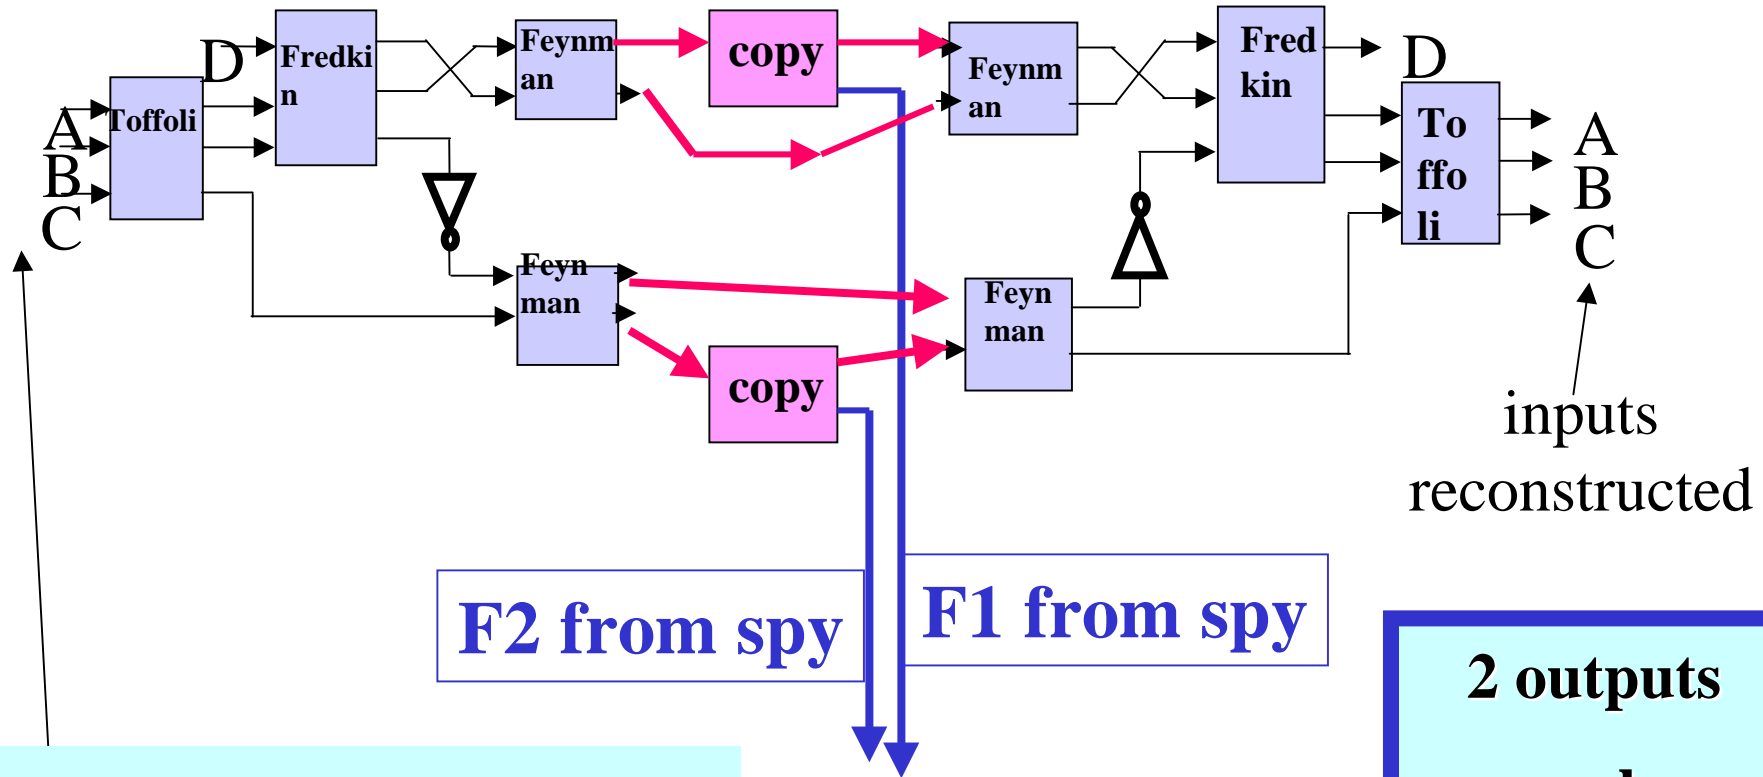 D
A
B
C
Toffoli
Fredki
n
Feynm
an
copy
Feynm
an
Fred
kin
D
To
ffo
li
A
B
C
Feyn
man
copy
Feyn
man
inputs
reconstructed
F2 from spy
F1 from spy
2 outputs